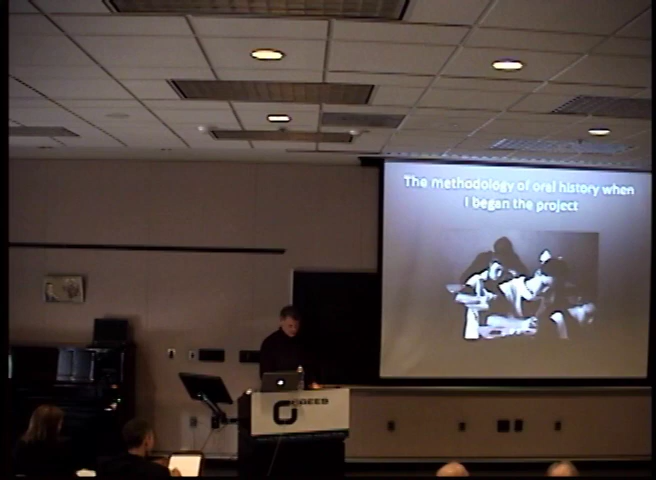 The methodology of oral history when
I began the project